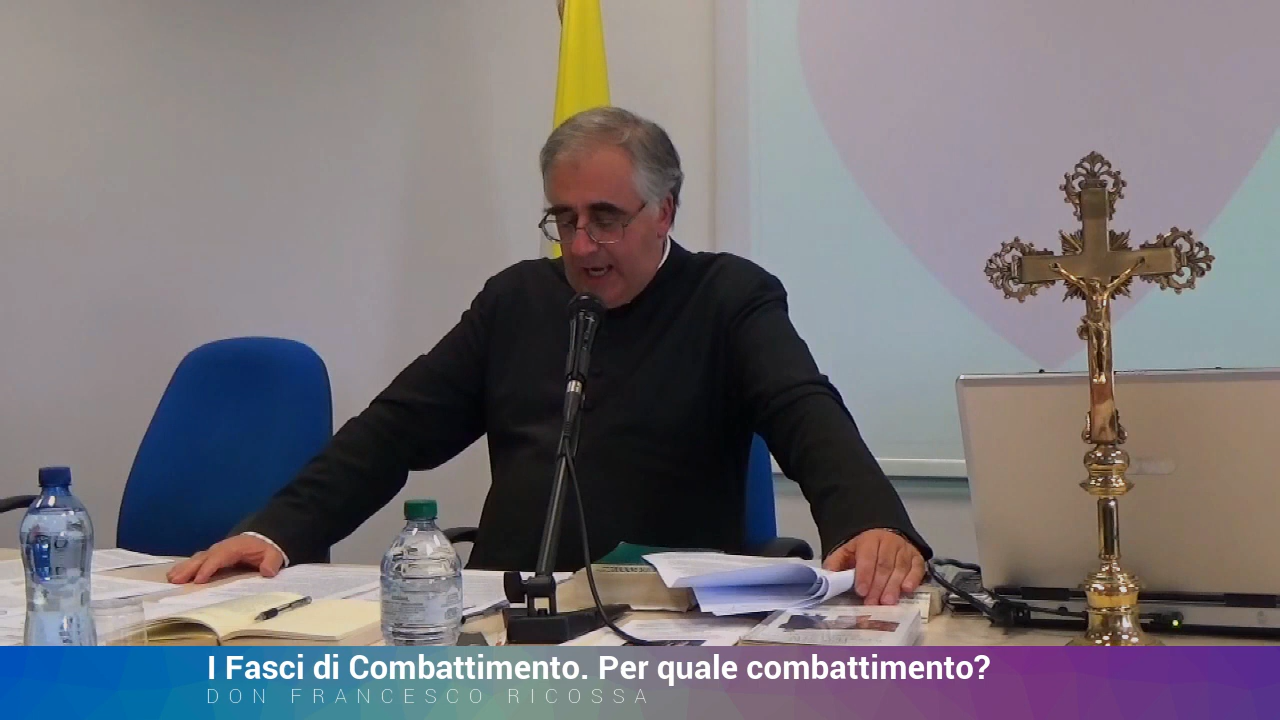 I Fasci di Combattimento. Per quale combattimento?
DON FRANCESCO RICOSSA